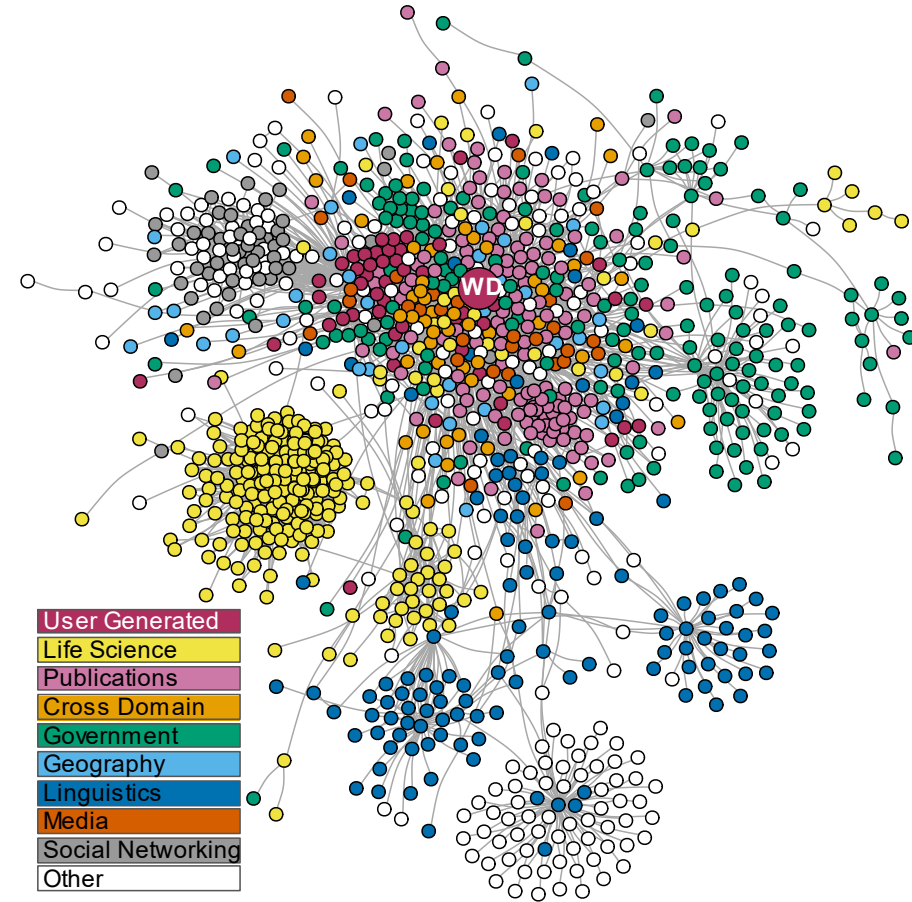 WD
User Generated
Life Science
Publications
Cross Domain
Government
Geography
Linguistics
Media
Social Networking
Other